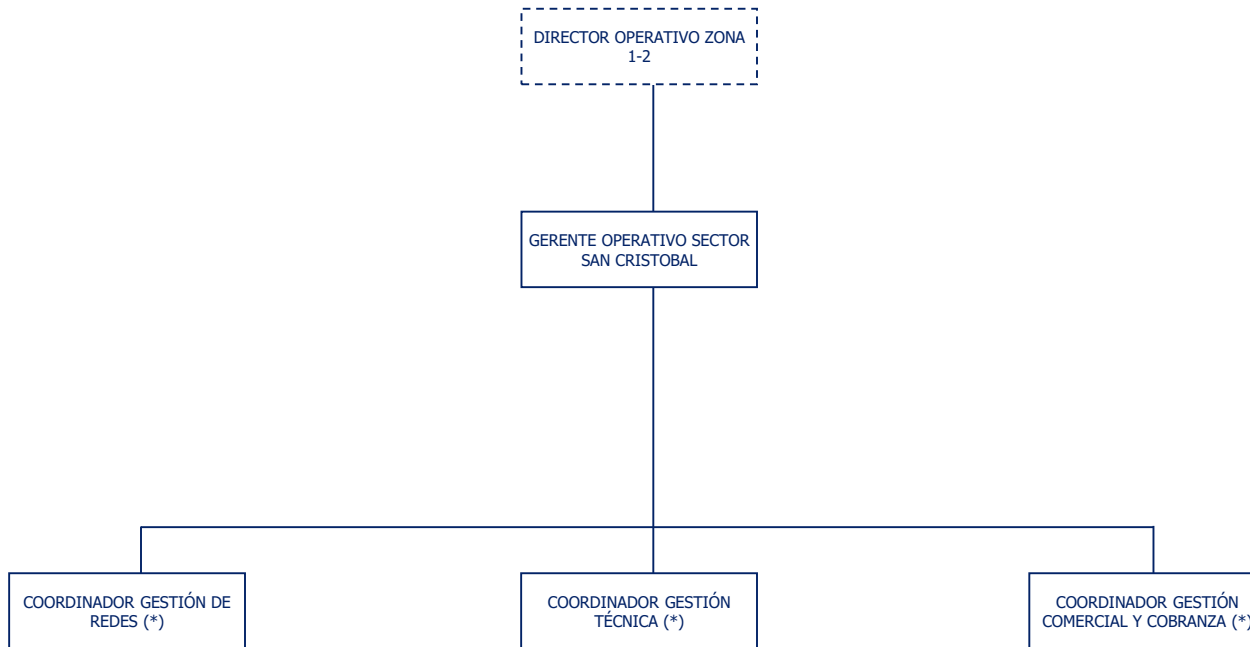 DIRECTOR OPERATIVO ZONA
1-2
GERENTE OPERATIVO SECTOR
SAN CRISTOBAL
COORDINADOR GESTIÓN DE
REDES (*)
COORDINADOR GESTIÓN
TÉCNICA (*)
COORDINADOR GESTIÓN
COMERCIAL Y COBRANZA (*)